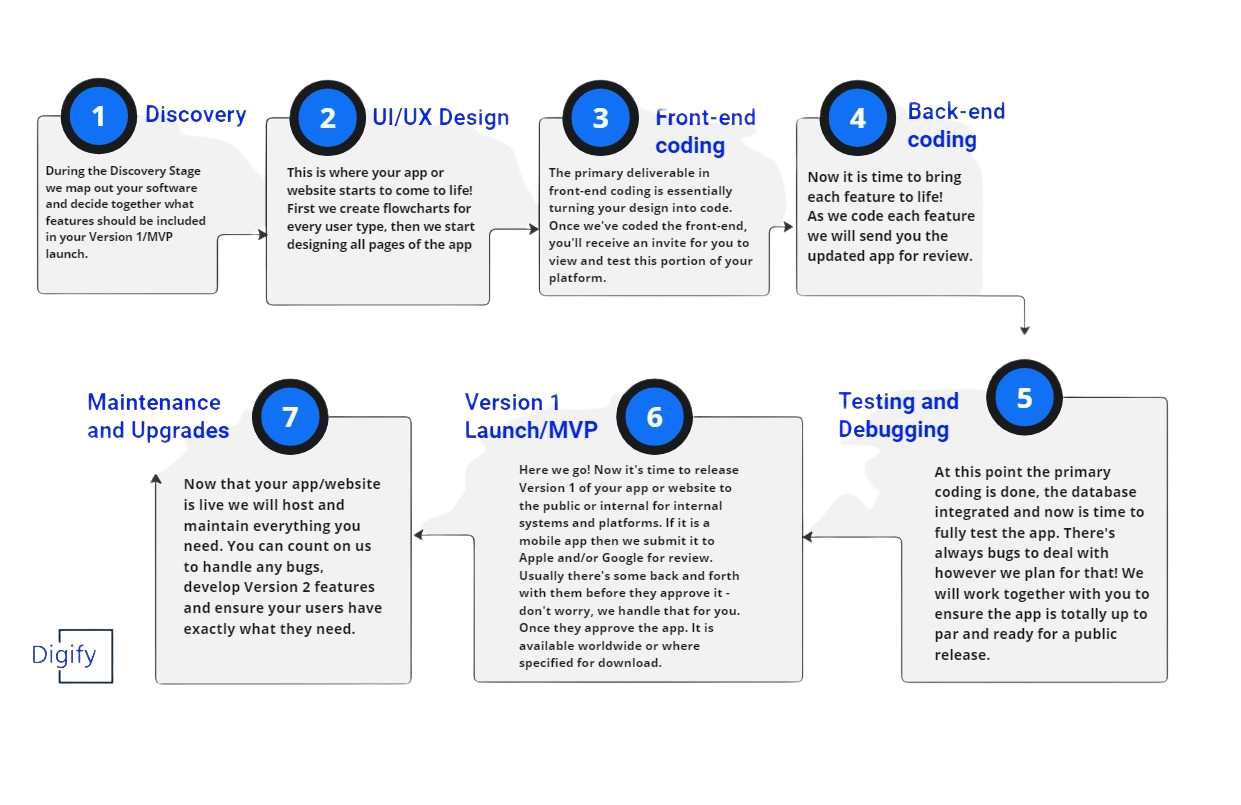 1
Discovery
During the Discovery Stage
we map out your software
and decide together what
features should be included
in your Version 1/MVP
launch.
2
UI/UX Design
This is where your app or
website starts to come to life!
First we create flowcharts for
every user type, then we start
designing all pages of the app
3
Front-end
coding
The primary deliverable in
front-end coding is essentially
turning your design into code.
Once we've coded the front-end,
you'll receive an invite for you to
view and test this portion of your
platform.
4
Back-end
coding
Now it is time to bring
each feature to life!
As we code each feature
we will send you the
updated app for review.
5
Testing and
Debugging
At this point the primary
coding is done, the database
integrated and now is time to
fully test the app. There's
always bugs to deal with
however we plan for that! We
will work together with you to
ensure the app is totally up to
par and ready for a public
release.
6
Version 1
Launch/MVP
Here we go! Now it's time to release
Version 1 of your app or website to
the public or internal for internal
systems and platforms. If it is a
mobile app then we submit it to
Apple and/or Google for review.
Usually there's some back and forth
with them before they approve it -
don't worry, we handle that for you.
Once they approve the app. It is
available worldwide or where
specified for download.
7
Maintenance
and Upgrades
Now that your app/website
is live we will host and
maintain everything you
need. You can count on us
to handle any bugs,
develop Version 2 features
and ensure your users have
exactly what they need.
Digify